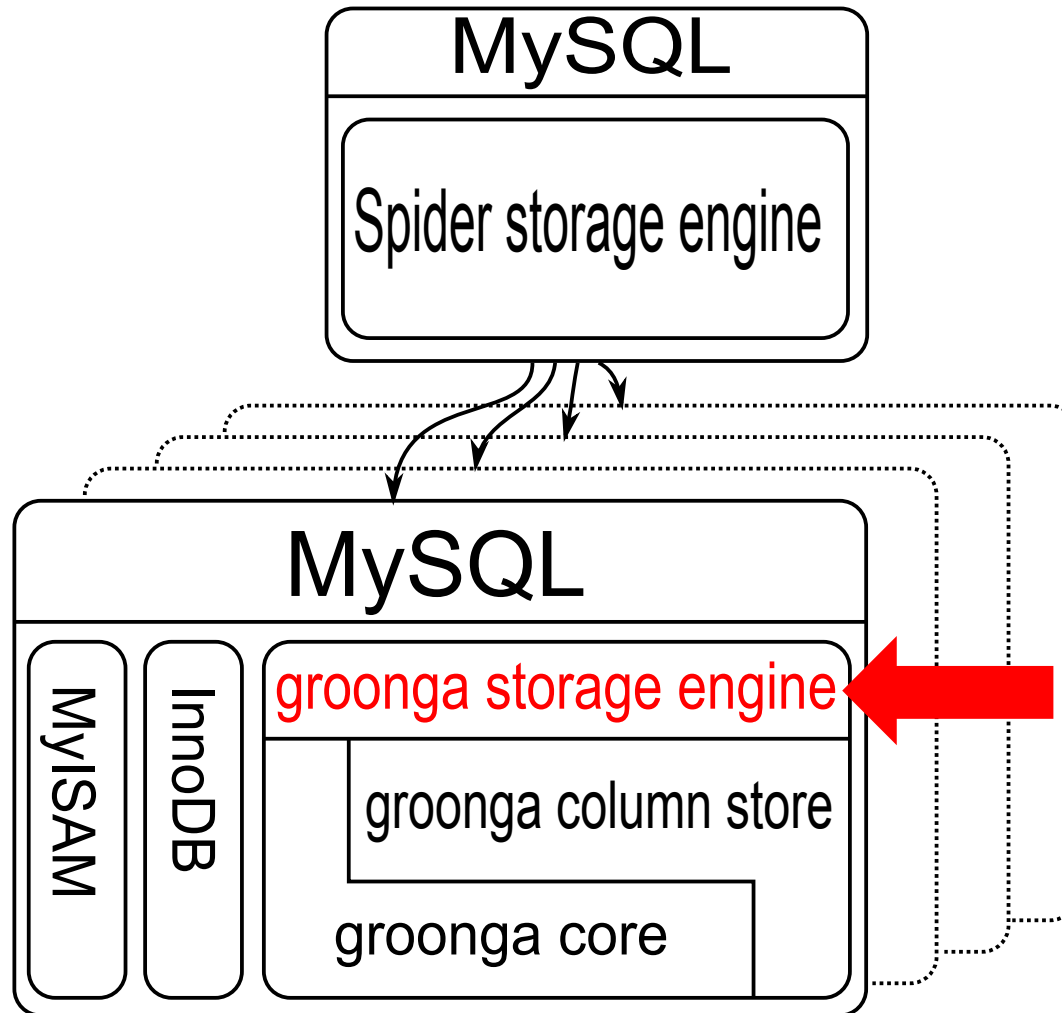 MySQL
Spider storage engine
MySQL
MyISAM
InnoDB
groonga storage engine
groonga column store
groonga core